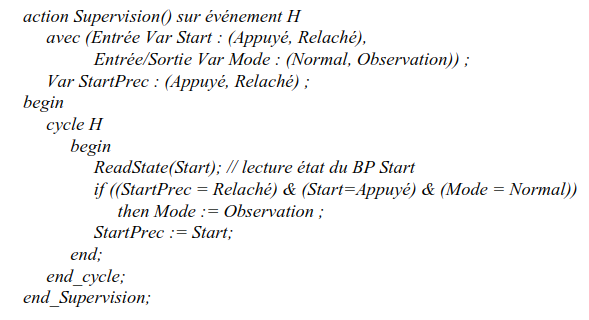 action Supervision() sur événement H
avec (Entrée Var Start : (Appuyé, Relaché),
Entrée/Sortie Var Mode : (Normal, Observation)) ;
Var StartPrec : (Appuyé, Relaché) ;
begin
cycle H
begin
ReadState(Start); // lecture état du BP Start
if ((StartPrec = Relaché) & (Start=Appuyé) & (Mode = Normal))
then Mode := Observation ;
StartPrec := Start;
end;
end_cycle;
end_Supervision;